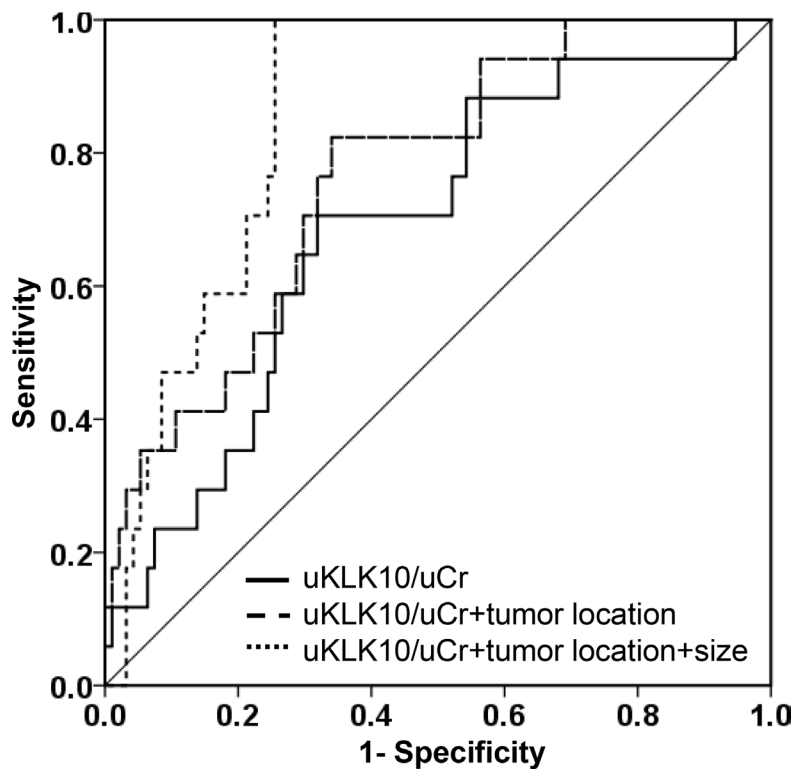 1.0
0.8
0.6
0.4
0.2
0.0
Sensitivity
uKLK10/uCr
uKLK10/uCr+tumor location
uKLK10/uCr+tumor location+size
0.0 0.2 0.4 0.6 0.8 1.0
1- Specificity